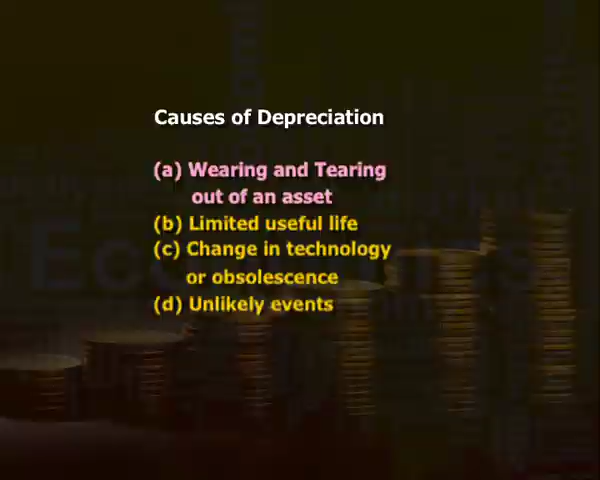 Causes of Depreciation
(a) Wearing and Tearing
out of an asset
(b) Limited useful life
(c) Change in technology
or obsolescence
(d) Unlikely events